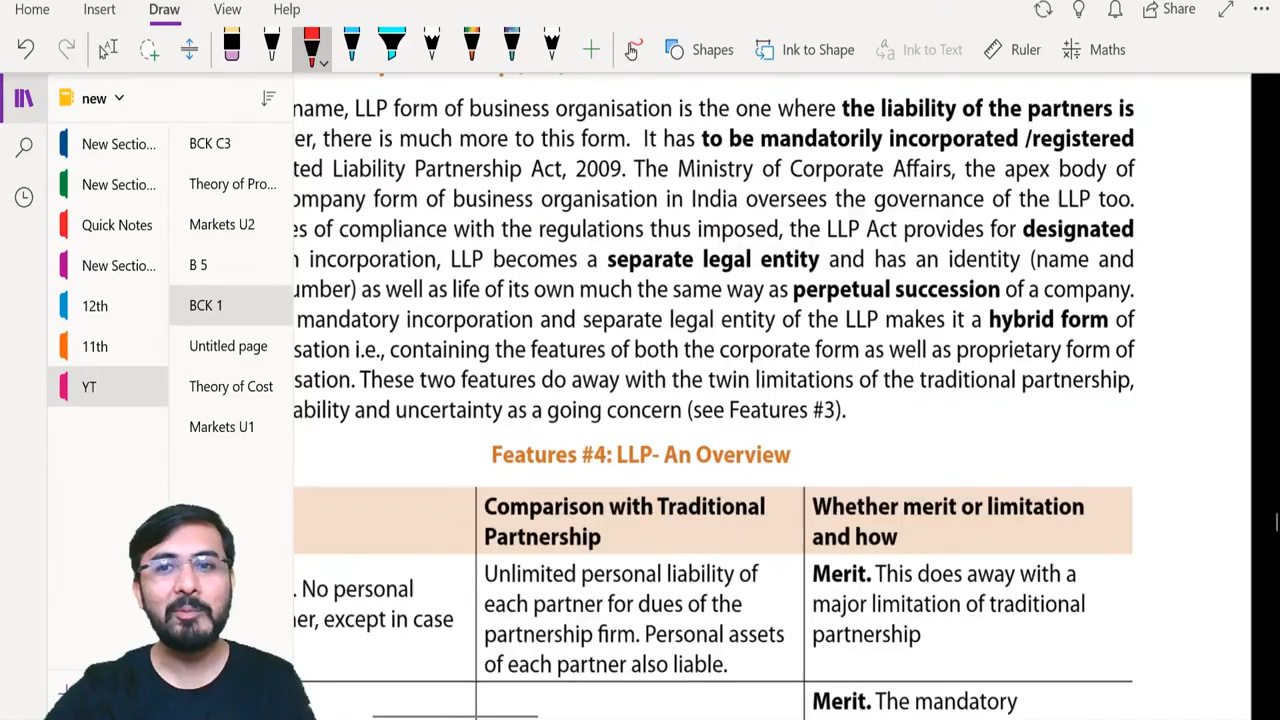 Home Insert Draw View Help Share
Shapes Ink to Shape Ink to Text Ruler Maths
new
New Sectio...
New Sectio...
Quick Notes
New Sectio...
12th
11th
YT
BCK C3
Theory of Pro...
Markets U2
B 5
BCK 1
Untitled page
Theory of Cost
Markets U1
name, LLP form of business organisation is the one where the liability of the partners is
er, there is much more to this form. It has to be mandatorily incorporated /registered
ted Liability Partnership Act, 2009. The Ministry of Corporate Affairs, the apex body of
ompany form of business organisation in India oversees the governance of the LLP too.
es of compliance with the regulations thus imposed, the LLP Act provides for designated
n incorporation, LLP becomes a separate legal entity and has an identity (name and
umber) as well as life of its own much the same way as perpetual succession of a company.
mandatory incorporation and separate legal entity of the LLP makes it a hybrid form of
sation i.e., containing the features of both the corporate form as well as proprietary form of
sation. These two features do away with the twin limitations of the traditional partnership,
ability and uncertainty as a going concern (see Features #3).
Features #4: LLP- An Overview
Comparison with Traditional
Partnership
Whether merit or limitation
and how
. No personal
er, except in case
Unlimited personal liability of
each partner for dues of the
partnership firm. Personal assets
of each partner also liable.
Merit. This does away with a
major limitation of traditional
partnership
Merit. The mandatory